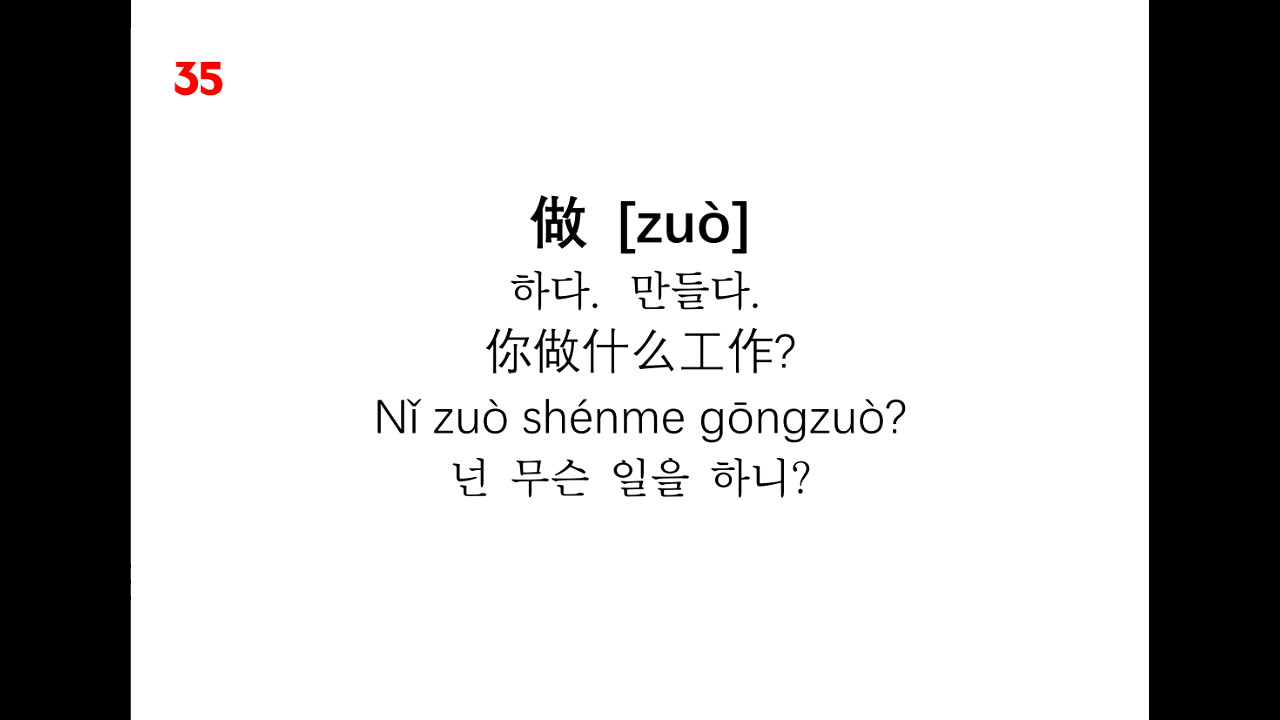 35
做 [zuò]
하다. 만들다.
你做什么工作?
Nǐ zuò shénme gōngzuò?
넌 무슨 일을 하니?